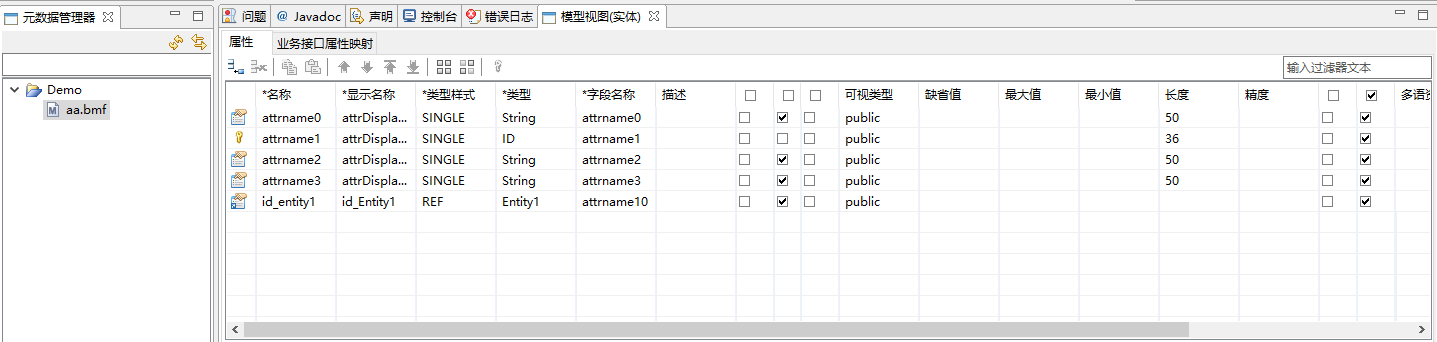 元数据管理器
Demo
aa.bmf
问题 @ Javadoc 声明 控制台 错误日志 模型视图(实体)
属性 业务接口属性映射
输入过滤器文本
*名称 *显示名称 *类型样式 *类型 *字段名称 描述 可视类型 缺省值 最大值 最小值 长度 精度 多语
attrname0 attrDispla... SINGLE String attrname0 public 50
attrname1 attrDispla... SINGLE ID attrname1 public 36
attrname2 attrDispla... SINGLE String attrname2 public 50
attrname3 attrDispla... SINGLE String attrname3 public 50
id_entity1 id_Entity1 REF Entity1 attrname10 public